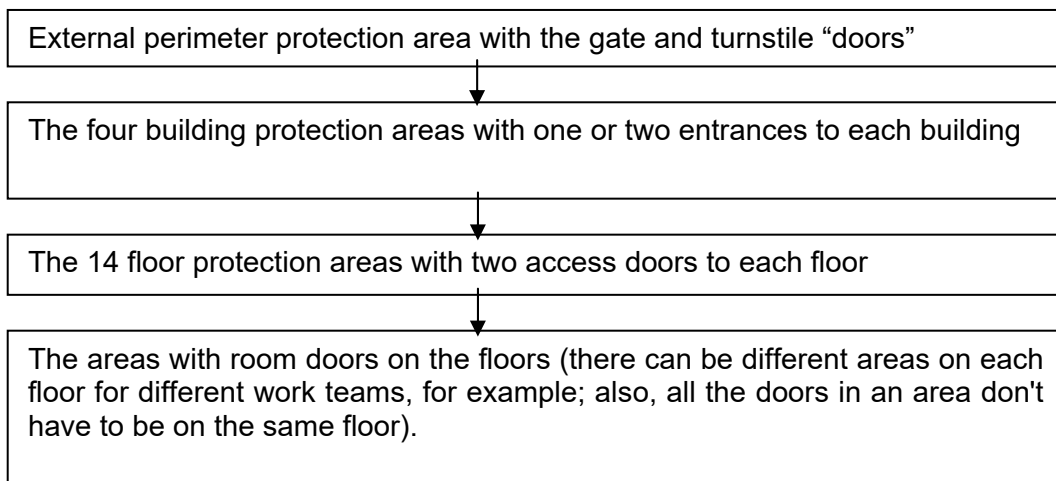 External perimeter protection area with the gate and turnstile “doors”
The four building protection areas with one or two entrances to each building
The 14 floor protection areas with two access doors to each floor
The areas with room doors on the floors (there can be different areas on each
floor for different work teams, for example; also, all the doors in an area don't
have to be on the same floor).